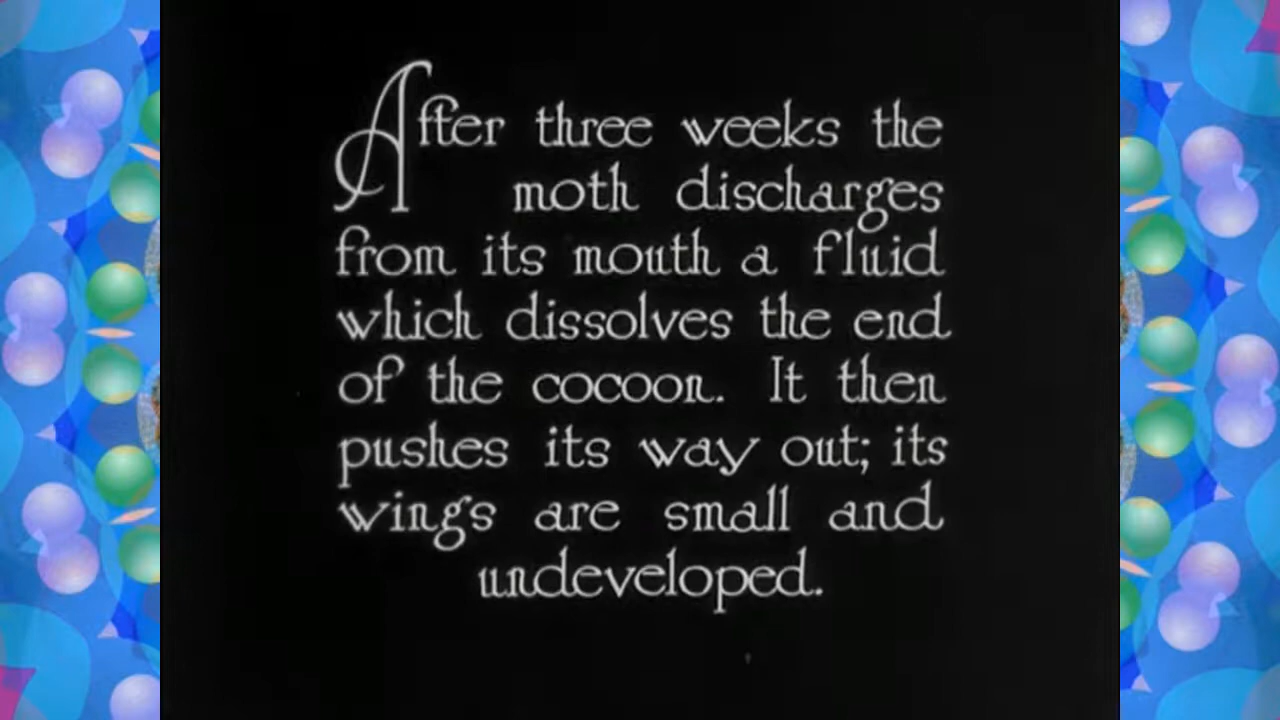 After three weeks the
moth discharges
from its mouth a fluid
which dissolves the end
of the cocoon. It then
pushes its way out; its
wings are small and
undeveloped.